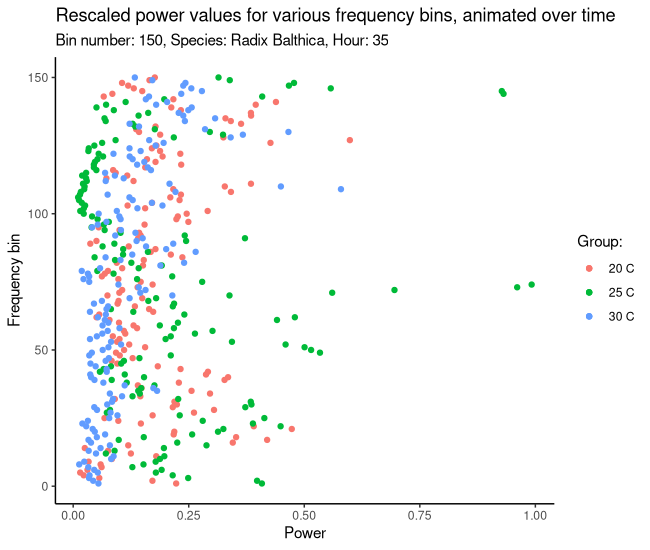 Rescaled power values for various frequency bins, animated over time
Bin number: 150, Species: Radix Balthica, Hour: 35
150
100
50
0
Frequency bin
0.00 0.25 0.50 0.75 1.00
Power
Group:
20 C
25 C
30 C